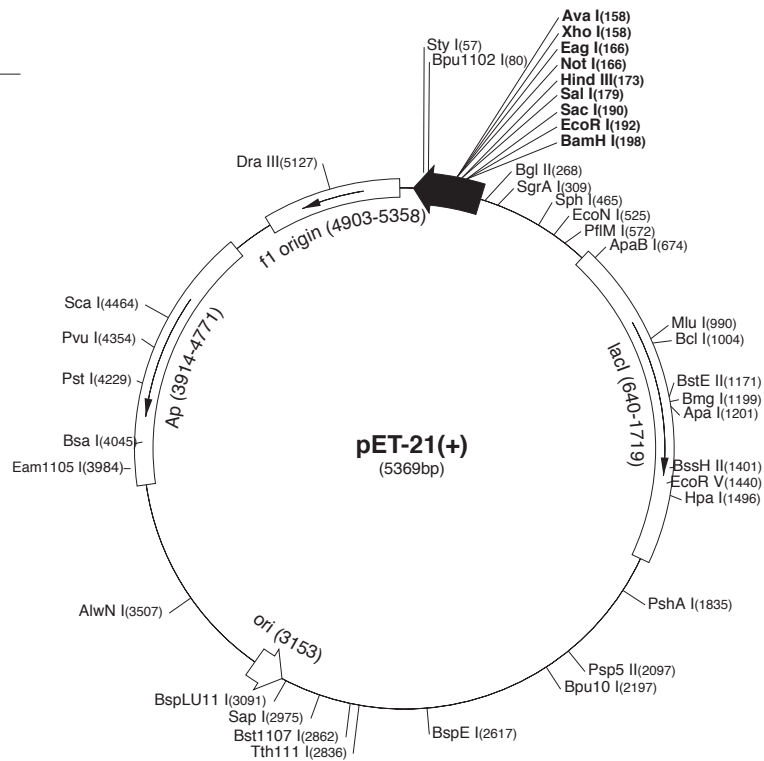 Ava I(158)
Xho I(158)
Eag I(166)
Not I(166)
Hind III(173)
Sal I(179)
Sac I(190)
EcoR I(192)
BamH I(198)
Sty I(57)
Bpu1102 I(80)
Dra III(5127)
Bgl II(268)
SgrA I(309)
Sph I(465)
EcoN I(525)
PflM I(572)
ApaB I(674)
f1 origin (4903-5358)
Sca I(4464)
Pvu I(4354)
Pst I(4229)
Bsa I(4045)
Eam1105 I(3984)
Ap (3914-4771)
lacI (640-1719)
Mlu I(990)
Bcl I(1004)
BstE II(1171)
Bmg I(1199)
Apa I(1201)
BssH II(1401)
EcoR V(1440)
Hpa I(1496)
pET-21(+)
(5369bp)
AlwN I(3507)
ori (3153)
PshA I(1835)
Psp5 II(2097)
Bpu10 I(2197)
BspLU11 I(3091)
Sap I(2975)
Bst1107 I(2862)
Tth111 I(2836)
BspE I(2617)